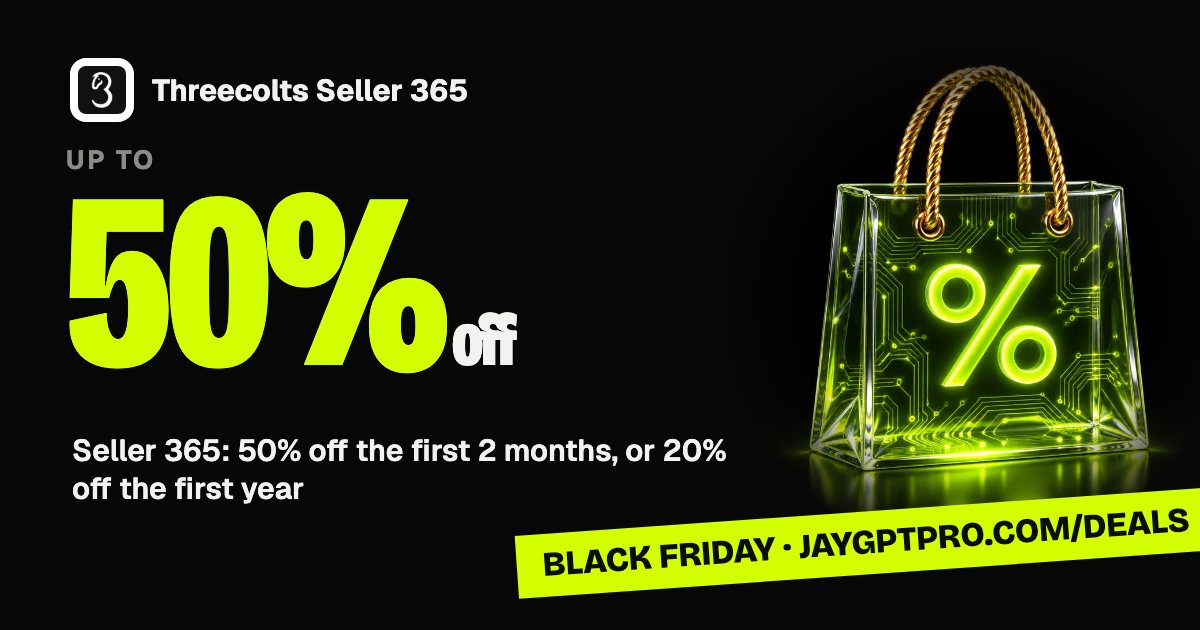 Threecolts Seller 365
UP TO
50% off
%
Seller 365: 50% off the first 2 months, or 20%
off the first year
BLACK FRIDAY · JAYGPTPRO.COM/DEALS